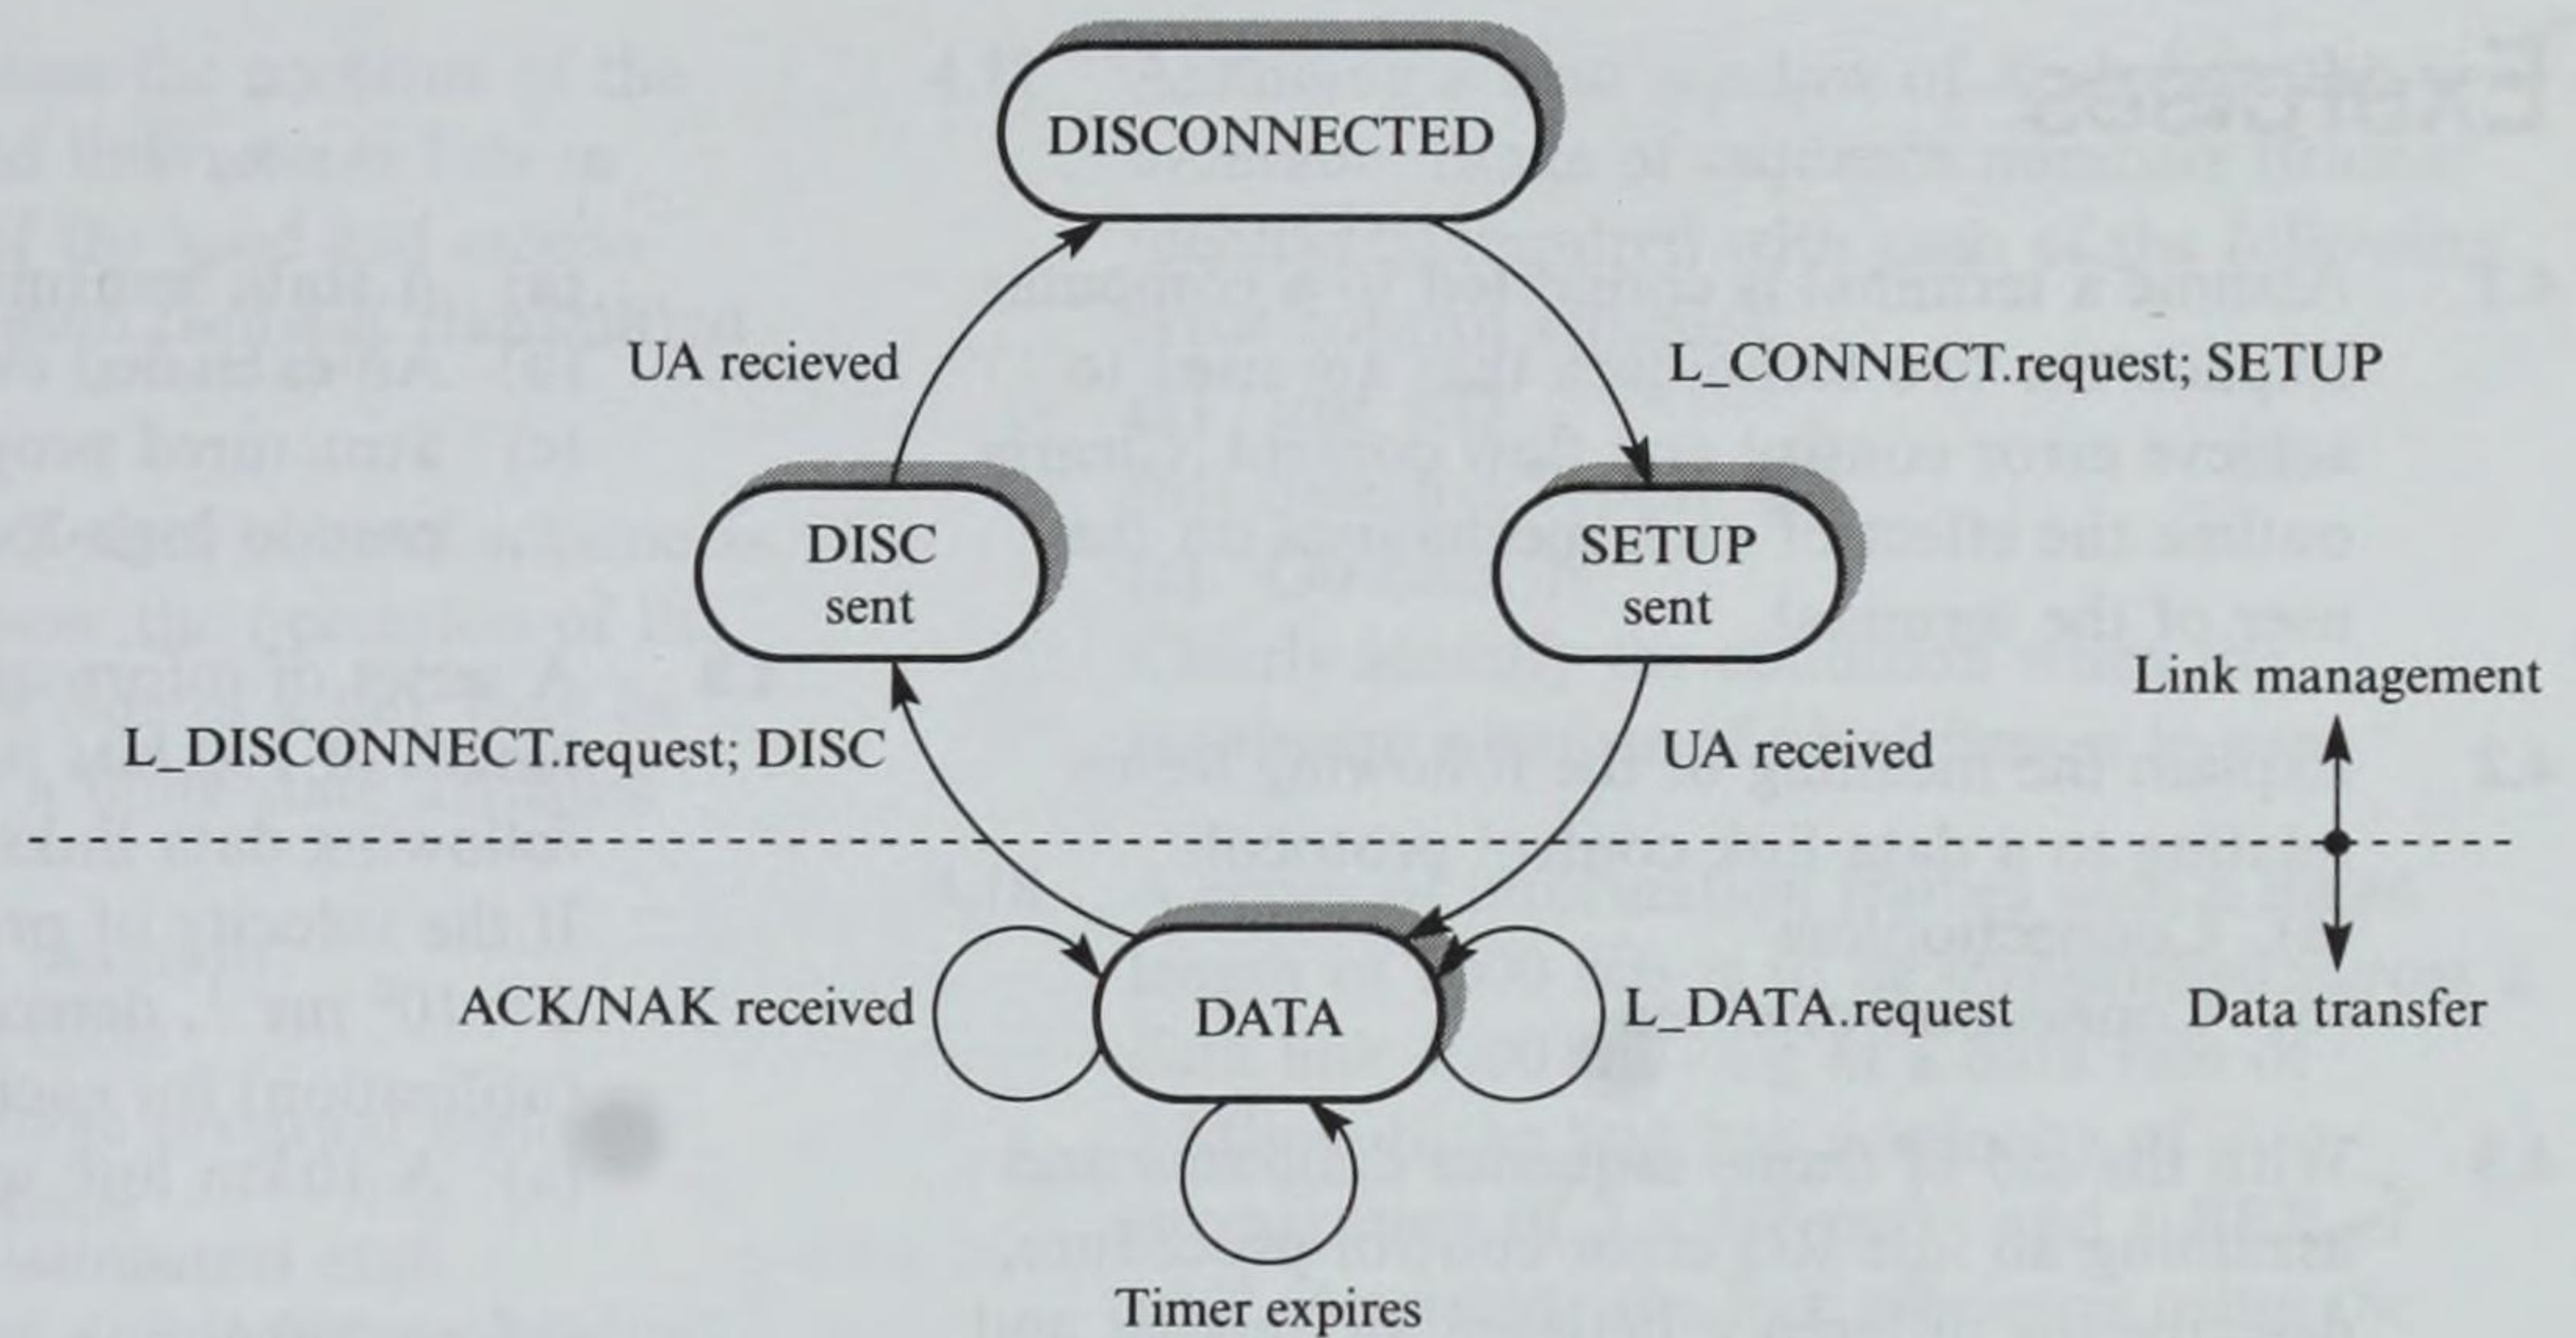 DISCONNECTED
UA recieved
L_CONNECT.request; SETUP
DISC
sent
SETUP
sent
Link management
L_DISCONNECT.request; DISC
UA received
ACK/NAK received
DATA
L_DATA.request
Data transfer
Timer expires